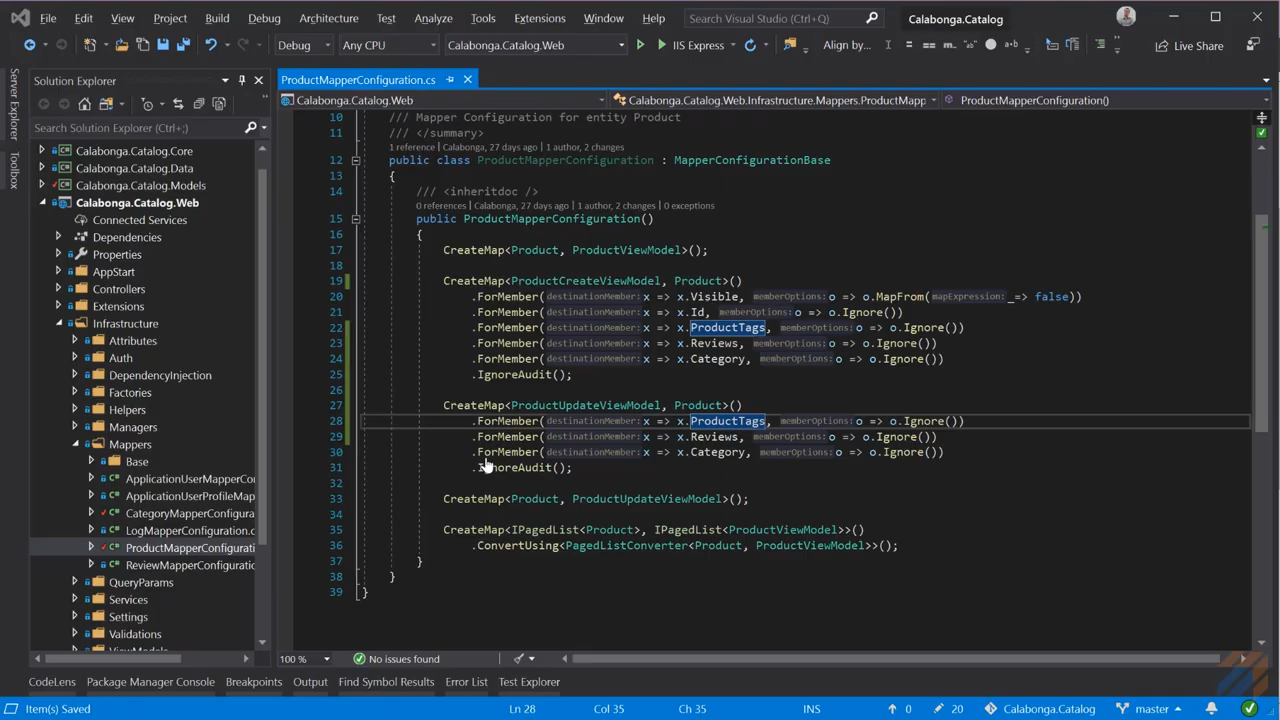 File Edit View Project Build Debug Architecture Test Analyze Tools Extensions Window Help Search Visual Studio (Ctrl+Q) Calabonga.Catalog
Debug Any CPU Calabonga.Catalog.Web IIS Express Align by... Live Share
Server Explorer
Toolbox
Solution Explorer
Search Solution Explorer (Ctrl+;)
Calabonga.Catalog.Core
Calabonga.Catalog.Data
Calabonga.Catalog.Models
Calabonga.Catalog.Web
Connected Services
Dependencies
Properties
AppStart
Controllers
Extensions
Infrastructure
Attributes
Auth
DependencyInjection
Factories
Helpers
Managers
Mappers
Base
ApplicationUserMapperCo
ApplicationUserProfileMap
CategoryMapperConfigura
LogMapperConfiguration.c
ProductMapperConfigurati
ReviewMapperConfiguratio
QueryParams
Services
Settings
Validations
ProductMapperConfiguration.cs
Calabonga.Catalog.Web Calabonga.Catalog.Web.Infrastructure.Mappers.ProductMapp ProductMapperConfiguration()
10 /// Mapper Configuration for entity Product
11 /// </summary>
1 reference | Calabonga, 27 days ago | 1 author, 2 changes
12 public class ProductMapperConfiguration : MapperConfigurationBase
13 {
14 /// <inheritdoc />
0 references | Calabonga, 27 days ago | 1 author, 2 changes | 0 exceptions
15 public ProductMapperConfiguration()
16 {
17 CreateMap<Product, ProductViewModel>();
18
19 CreateMap<ProductCreateViewModel, Product>()
20 .ForMember(destinationMember: x => x.Visible, memberOptions: o => o.MapFrom(mapExpression: _=> false))
21 .ForMember(destinationMember: x => x.Id, memberOptions: o => o.Ignore())
22 .ForMember(destinationMember: x => x.ProductTags, memberOptions: o => o.Ignore())
23 .ForMember(destinationMember: x => x.Reviews, memberOptions: o => o.Ignore())
24 .ForMember(destinationMember: x => x.Category, memberOptions: o => o.Ignore())
25 .IgnoreAudit();
26
27 CreateMap<ProductUpdateViewModel, Product>()
28 .ForMember(destinationMember: x => x.ProductTags, memberOptions: o => o.Ignore())
29 .ForMember(destinationMember: x => x.Reviews, memberOptions: o => o.Ignore())
30 .ForMember(destinationMember: x => x.Category, memberOptions: o => o.Ignore())
31 .IgnoreAudit();
32
33 CreateMap<Product, ProductUpdateViewModel>();
34
35 CreateMap<IPagedList<Product>, IPagedList<ProductViewModel>>()
36 .ConvertUsing<PagedListConverter<Product, ProductViewModel>>();
37 }
38 }
39 }
100 % No issues found
CodeLens Package Manager Console Breakpoints Output Find Symbol Results Error List Test Explorer
Item(s) Saved Ln 28 Col 35 Ch 35 INS 0 20 Calabonga.Catalog master